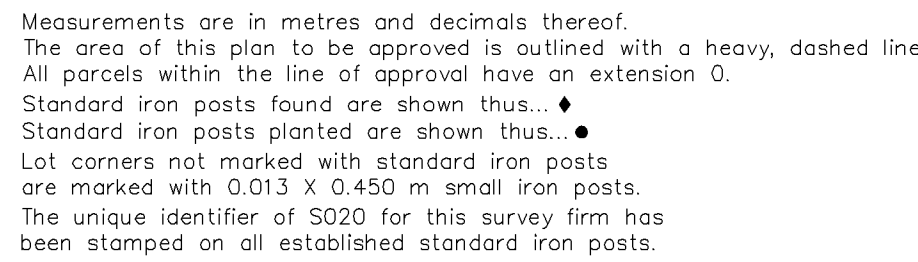 Measurements are in metres and decimals thereof.
The area of this plan to be approved is outlined with a heavy, dashed line
All parcels within the line of approval have an extension 0.
Standard iron posts found are shown thus... ♦
Standard iron posts planted are shown thus... ●
Lot corners not marked with standard iron posts
are marked with 0.013 X 0.450 m small iron posts.
The unique identifier of S020 for this survey firm has
been stamped on all established standard iron posts.